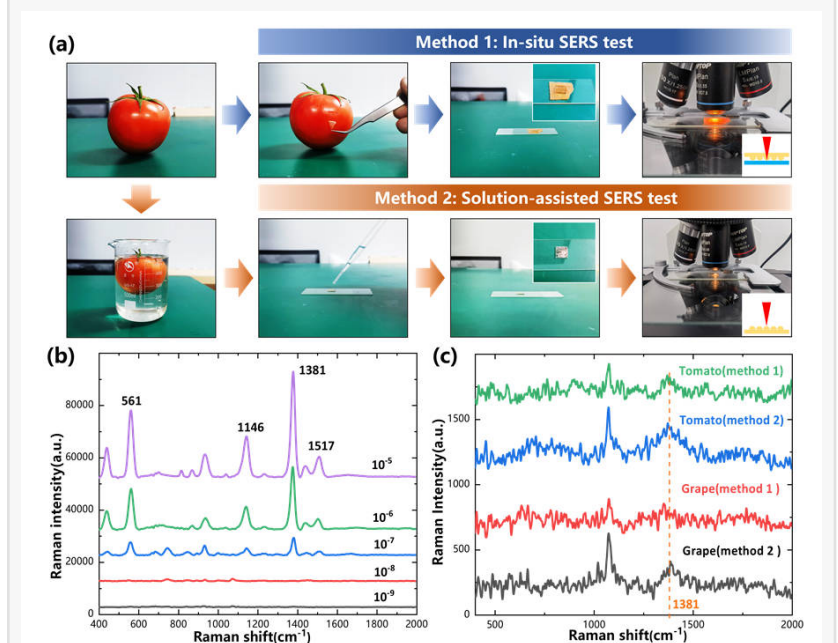 (a)
Method 1: In-situ SERS test
Method 2: Solution-assisted SERS test
(b)
561
1146
1381
1517
10-5
10-6
10-7
10-8
10-9
80000
60000
40000
20000
0
400 600 800 1000 1200 1400 1600 1800 2000
Raman intensity(a.u.)
Raman shift(cm-1)
(c)
Tomato(method 1)
Tomato(method 2)
Grape(method 1)
Grape(method 2)
1381
1500
1000
500
0
500 1000 1500 2000
Raman intensity(a.u.)
Raman shift(cm-1)